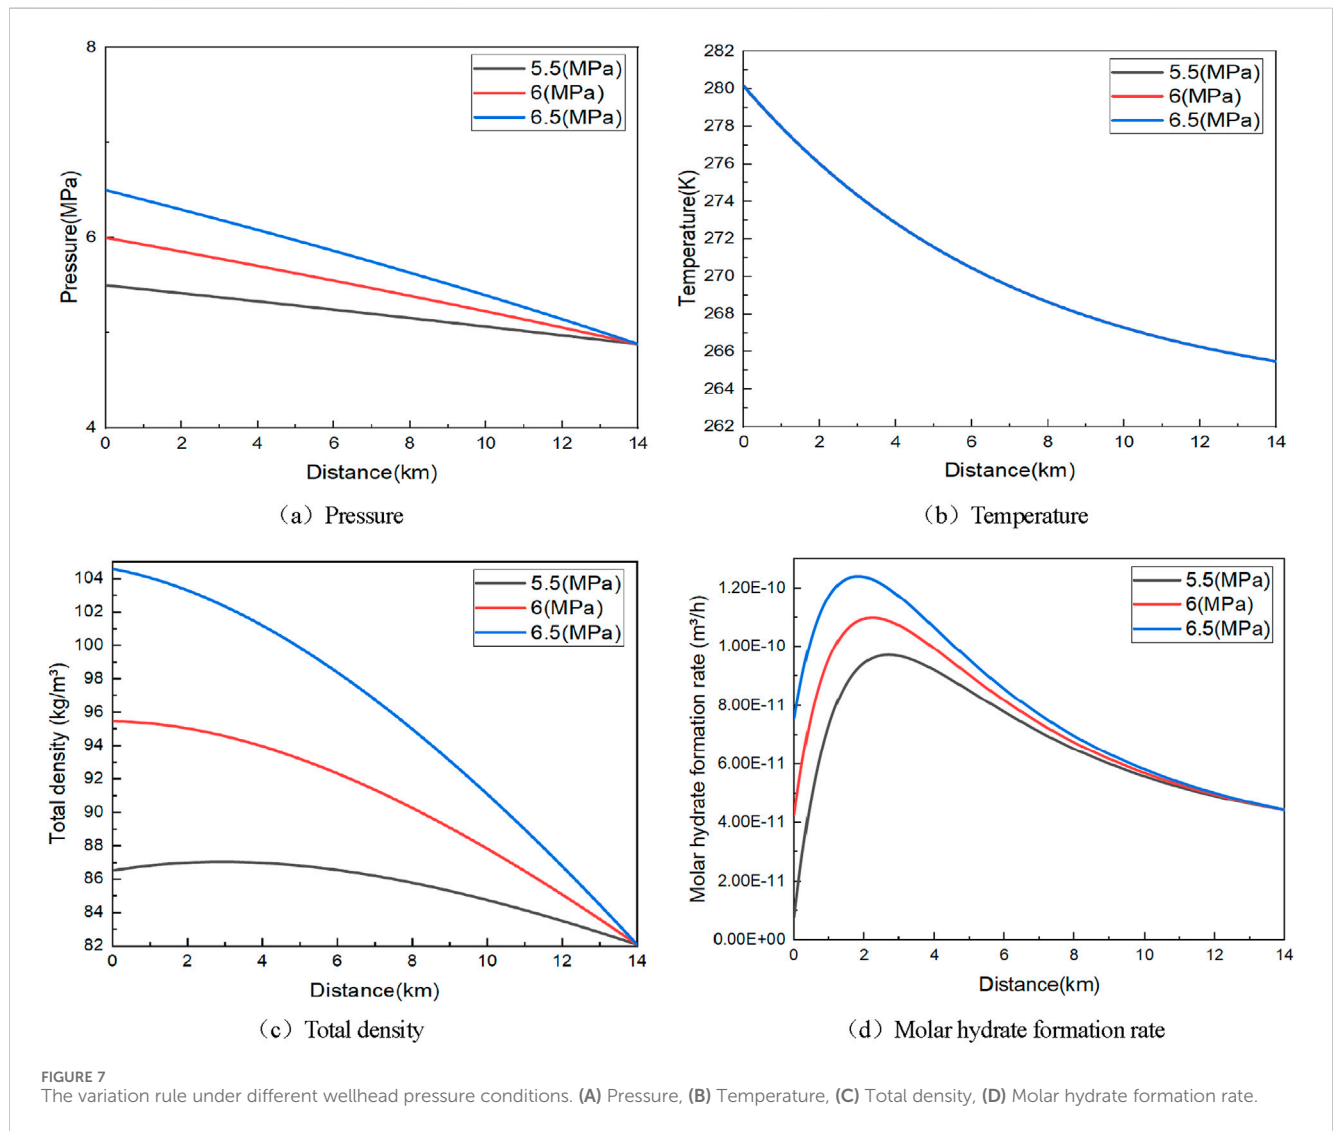 8
6
4
Pressure(MPa)
5.5(MPa)
6(MPa)
6.5(MPa)
0 2 4 6 8 10 12 14
Distance(km)
（a）Pressure
282
280
278
276
274
272
270
268
266
264
262
Temperature(K)
5.5(MPa)
6(MPa)
6.5(MPa)
0 2 4 6 8 10 12 14
Distance(km)
（b）Temperature
104
102
100
98
96
95
94
92
90
88
86
84
82
Total density (kg/m³)
5.5(MPa)
6(MPa)
6.5(MPa)
0 2 4 6 8 10 12 14
Distance(km)
（c）Total density
1.20E-10
1.00E-10
8.00E-11
6.00E-11
4.00E-11
2.00E-11
0.00E+00
Molar hydrate formation rate (m³/h)
5.5(MPa)
6(MPa)
6.5(MPa)
0 2 4 6 8 10 12 14
Distance(km)
（d）Molar hydrate formation rate
FIGURE 7
The variation rule under different wellhead pressure conditions. (A) Pressure, (B) Temperature, (C) Total density, (D) Molar hydrate formation rate.